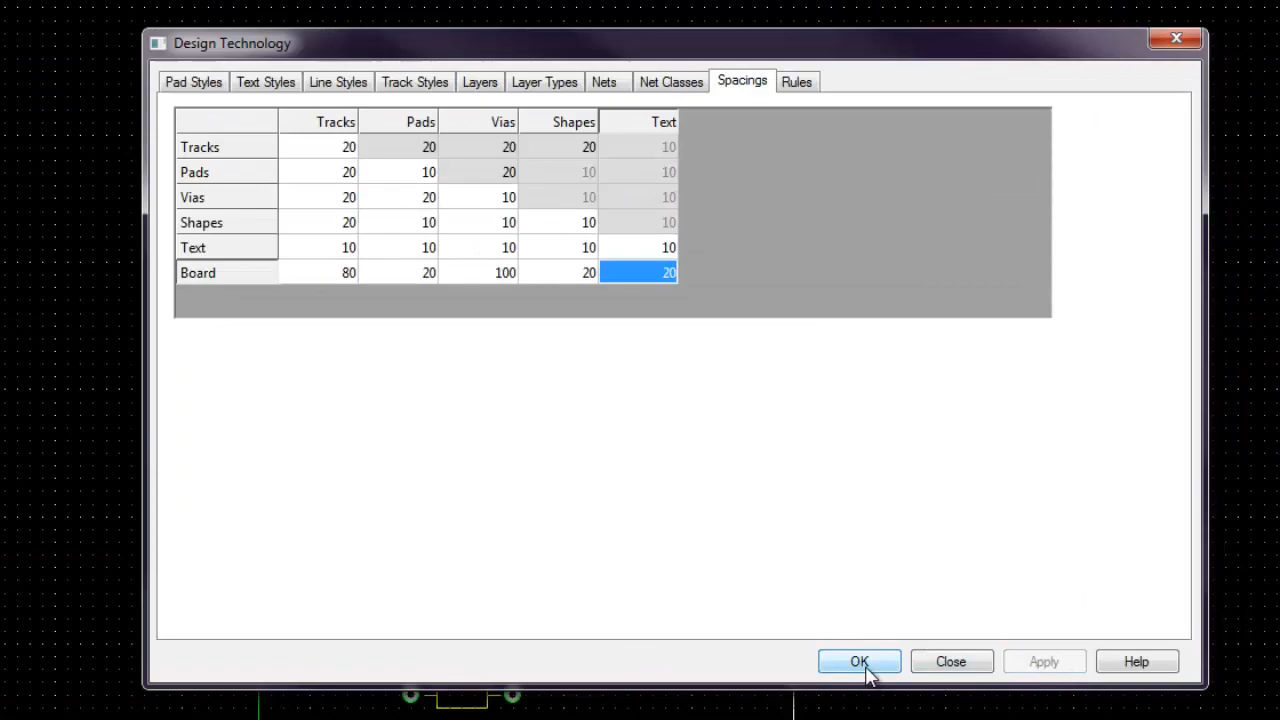 Design Technology
Pad Styles Text Styles Line Styles Track Styles Layers Layer Types Nets Net Classes Spacings Rules
Tracks Pads Vias Shapes Text
Tracks 20 20 20 20 10
Pads 20 10 20 10 10
Vias 20 20 10 10 10
Shapes 20 10 10 10 10
Text 10 10 10 10 10
Board 80 20 100 20 20
OK Close Apply Help